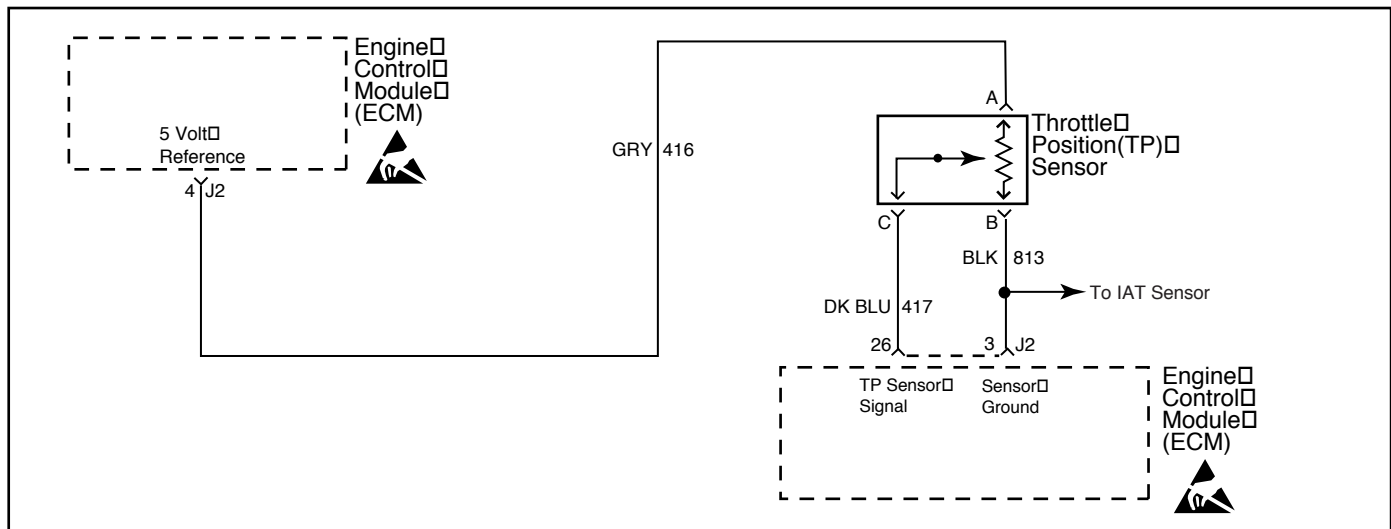 Engine
Control
Module
(ECM)
5 Volt
Reference
4 J2
GRY 416
A
Throttle
Position(TP)
Sensor
C B
BLK 813
To IAT Sensor
DK BLU 417
26 3 J2
TP Sensor Sensor
Signal Ground
Engine
Control
Module
(ECM)